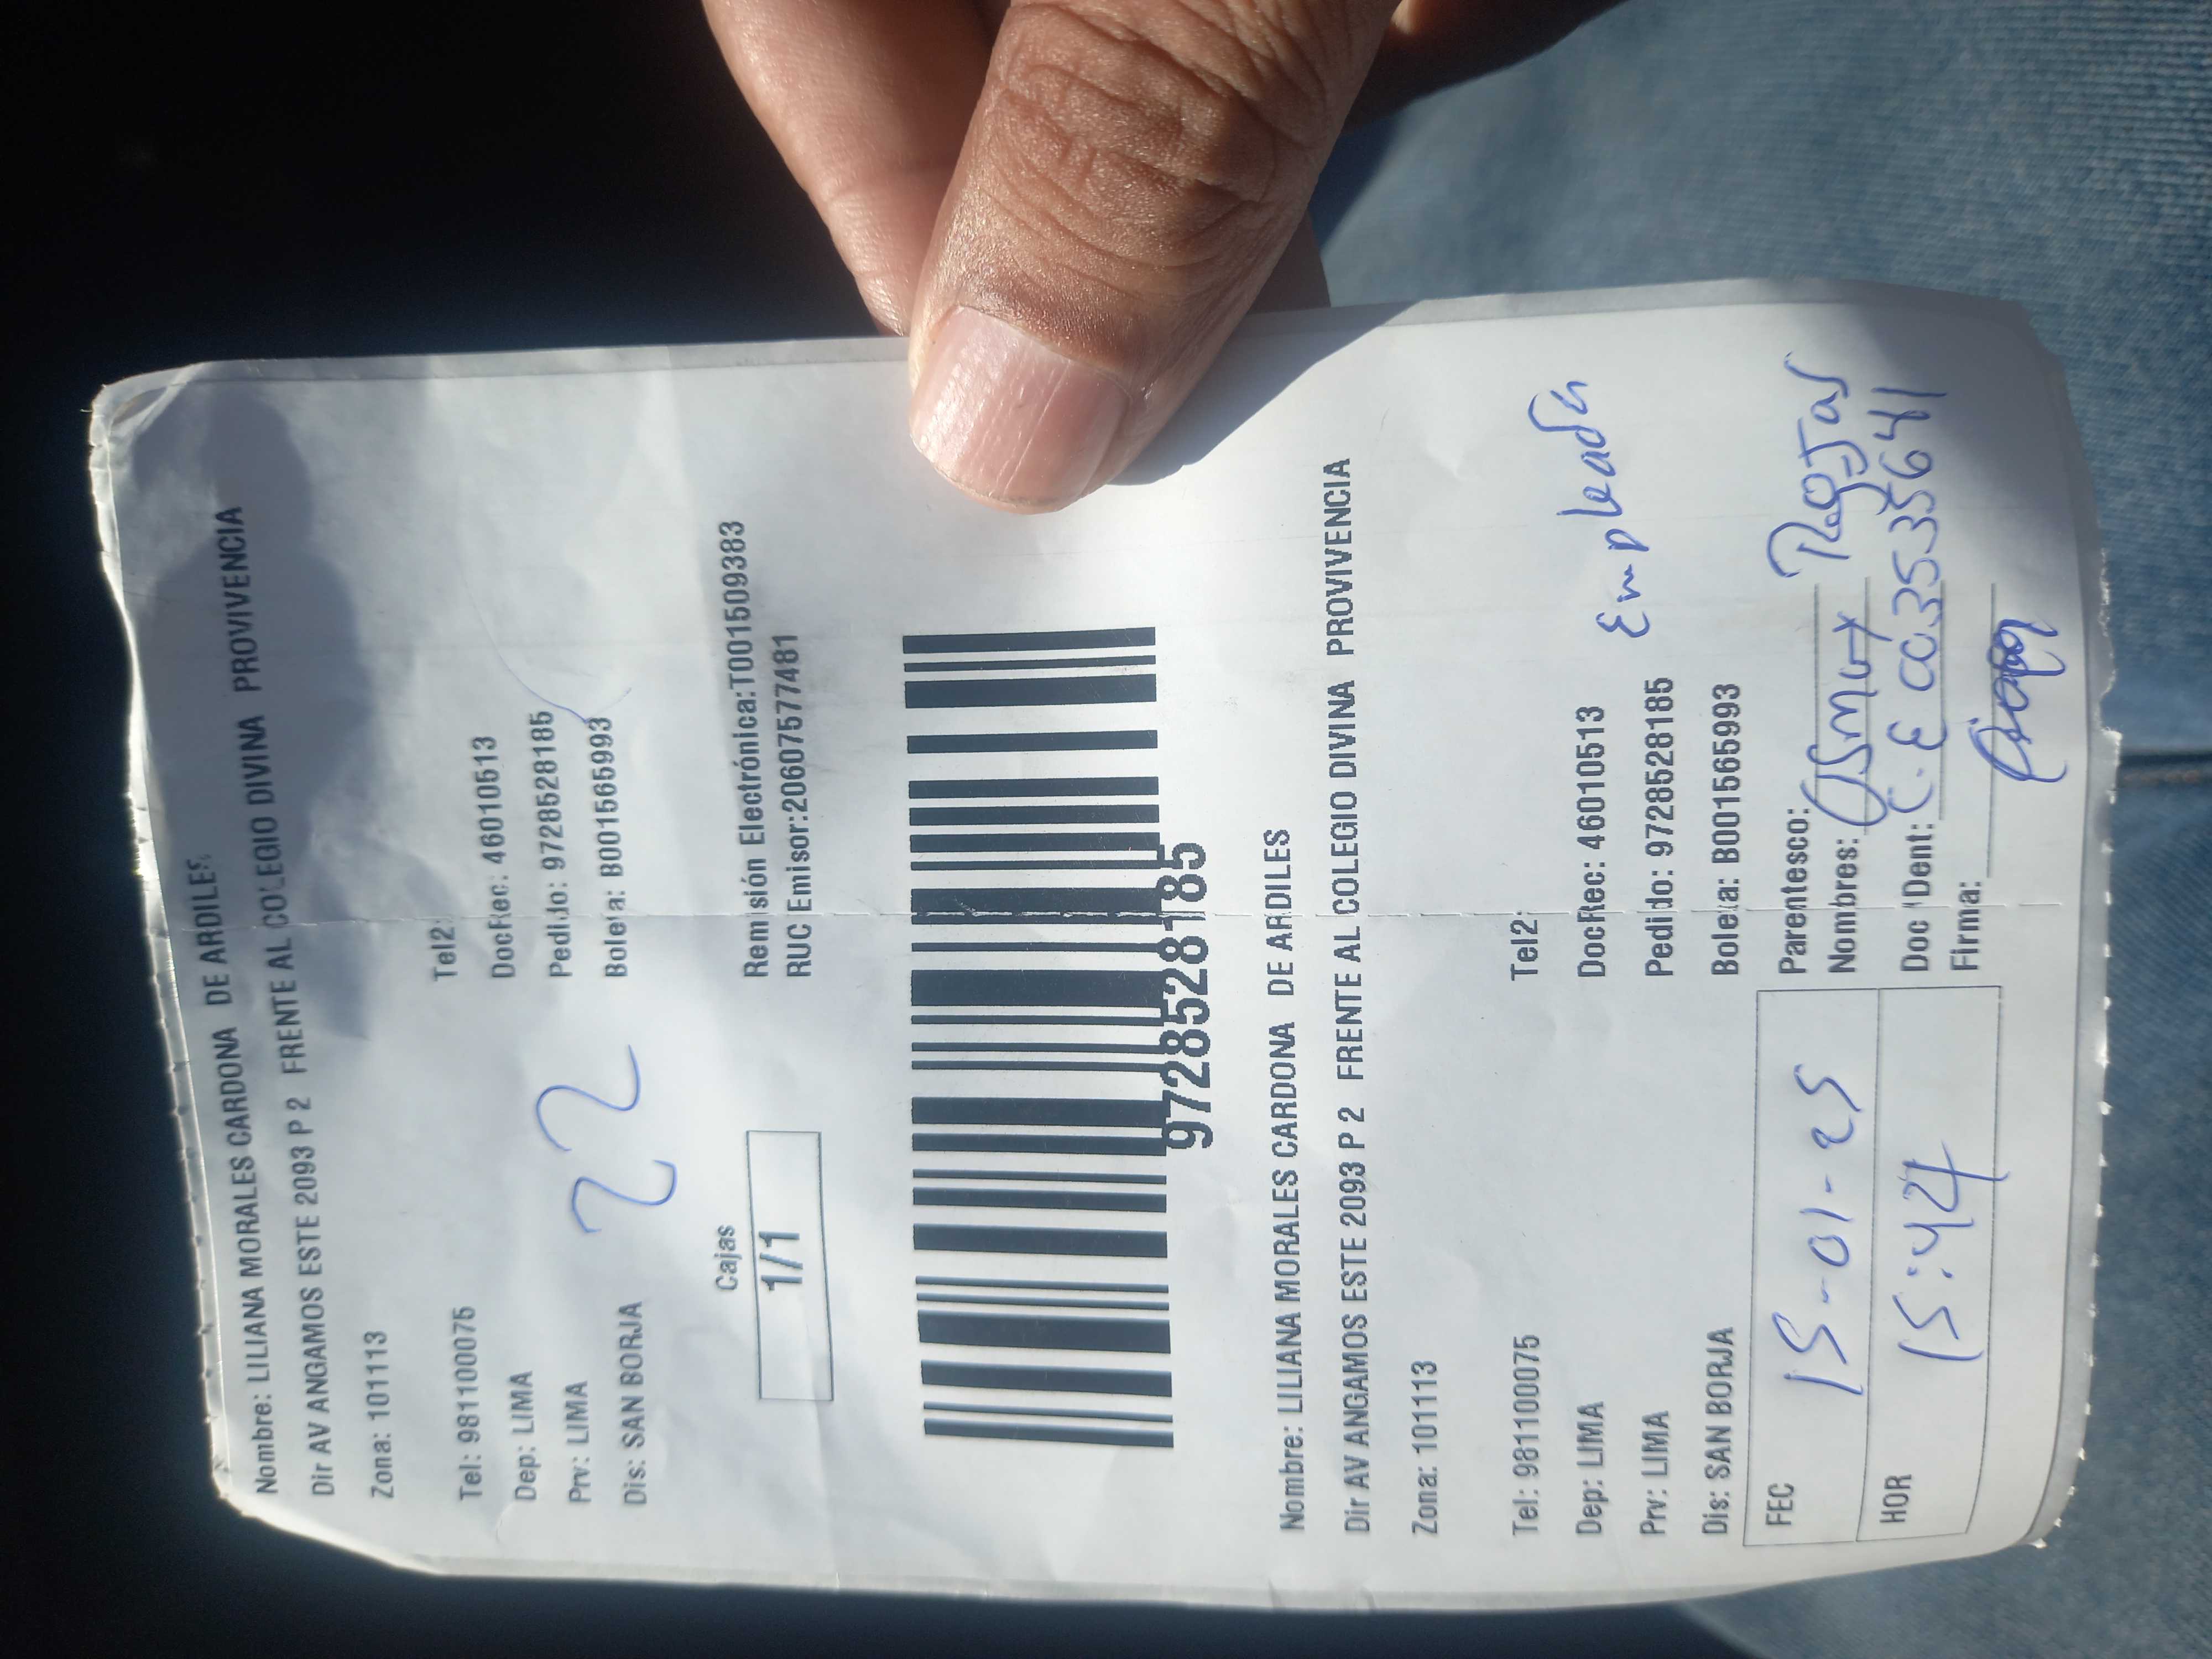 Nombre: LILIANA MORALES CARDONA DE ARDILES
Dir AV ANGAMOS ESTE 2093 P 2 FRENTE AL COLEGIO DIVINA PROVIVENCIA
Zona: 101113
Tel: 981100075 Tel2:
Dep: LIMA DocRec: 46010513
Prv: LIMA Pedido: 97285281​85
Dis: SAN BORJA Boleta: B001565993
22
Cajas
1/1
Remisión Electrónica:T001509383
RUC Emisor:20607577481
9728528185
Nombre: LILIANA MORALES CARDONA DE ARDILES
Dir AV ANGAMOS ESTE 2093 P 2 FRENTE AL COLEGIO DIVINA PROVIVENCIA
Zona: 101113
Tel: 981100075 Tel2:
Dep: LIMA DocRec: 46010513
Prv: LIMA Pedido: 9728528185 Empleada
Dis: SAN BORJA Boleta: B001565993
FEC 15-01-25
HOR 15:42
Parentesco:
Nombres: Rojas
Doc Ident: C.E 003535641
Firma: